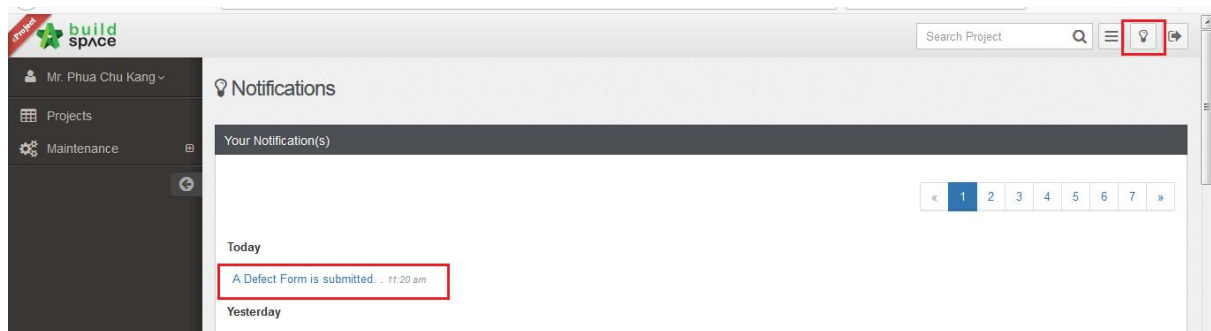 eProject
build
space
Search Project
Mr. Phua Chu Kang
Notifications
Projects
Maintenance
Your Notification(s)
« 1 2 3 4 5 6 7 »
Today
A Defect Form is submitted. . 11:20 am
Yesterday